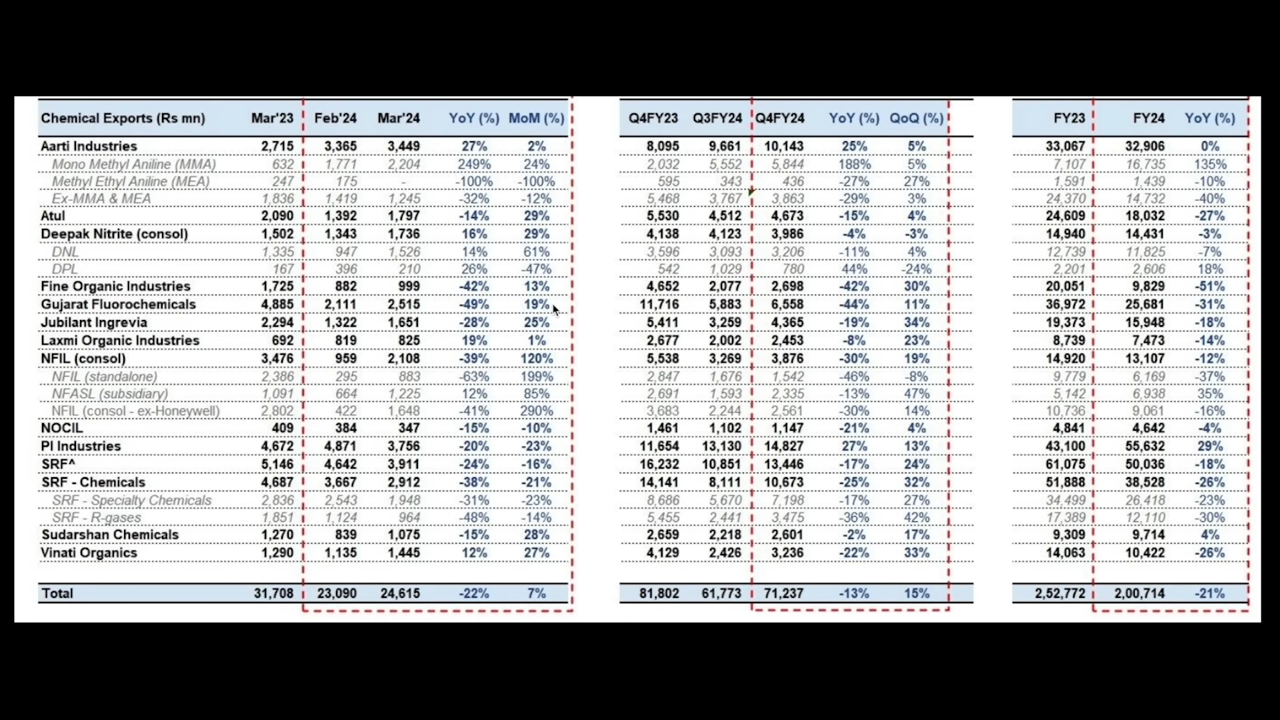 Chemical Exports (Rs mn) Mar'23 Feb'24 Mar'24 YoY (%) MoM (%) Q4FY23 Q3FY24 Q4FY24 YoY (%) QoQ (%) FY23 FY24 YoY (%)
Aarti Industries 2,715 3,365 3,449 27% 2% 8,095 9,661 10,143 25% 5% 33,067 32,906 0%
Mono Methyl Aniline (MMA) 632 1,771 2,204 249% 24% 2,032 5,552 5,844 188% 5% 7,107 16,735 135%
Methyl Ethyl Aniline (MEA) 247 175 - -100% -100% 595 343 436 -27% 27% 1,591 1,439 -10%
Ex-MMA & MEA 1,836 1,419 1,245 -32% -12% 5,468 3,767 3,863 -29% 3% 24,370 14,732 -40%
Atul 2,090 1,392 1,797 -14% 29% 5,530 4,512 4,673 -15% 4% 24,609 18,032 -27%
Deepak Nitrite (consol) 1,502 1,343 1,736 16% 29% 4,138 4,123 3,986 -4% -3% 14,940 14,431 -3%
DNL 1,335 947 1,526 14% 61% 3,596 3,093 3,206 -11% 4% 12,739 11,825 -7%
DPL 167 396 210 26% -47% 542 1,029 780 44% -24% 2,201 2,606 18%
Fine Organic Industries 1,725 882 999 -42% 13% 4,652 2,077 2,698 -42% 30% 20,051 9,829 -51%
Gujarat Fluorochemicals 4,885 2,111 2,515 -49% 19% 11,716 5,883 6,558 -44% 11% 36,972 25,681 -31%
Jubilant Ingrevia 2,294 1,322 1,651 -28% 25% 5,411 3,259 4,365 -19% 34% 19,373 15,948 -18%
Laxmi Organic Industries 692 819 825 19% 1% 2,677 2,002 2,453 -8% 23% 8,739 7,473 -14%
NFIL (consol) 3,476 959 2,108 -39% 120% 5,538 3,269 3,876 -30% 19% 14,920 13,107 -12%
NFIL (standalone) 2,386 295 883 -63% 199% 2,847 1,676 1,542 -46% -8% 9,779 6,169 -37%
NFASL (subsidiary) 1,091 664 1,225 12% 85% 2,691 1,593 2,335 -13% 47% 5,142 6,938 35%
NFIL (consol - ex-Honeywell) 2,802 422 1,648 -41% 290% 3,683 2,244 2,561 -30% 14% 10,736 9,061 -16%
NOCIL 409 384 347 -15% -10% 1,461 1,102 1,147 -21% 4% 4,841 4,642 -4%
PI Industries 4,672 4,871 3,756 -20% -23% 11,654 13,130 14,827 27% 13% 43,100 55,632 29%
SRF^ 5,146 4,642 3,911 -24% -16% 16,232 10,851 13,446 -17% 24% 61,075 50,036 -18%
SRF - Chemicals 4,687 3,667 2,912 -38% -21% 14,141 8,111 10,673 -25% 32% 51,888 38,528 -26%
SRF - Specialty Chemicals 2,836 2,543 1,948 -31% -23% 8,686 5,670 7,198 -17% 27% 34,499 26,418 -23%
SRF - R-gases 1,851 1,124 964 -48% -14% 5,455 2,441 3,475 -36% 42% 17,389 12,110 -30%
Sudarshan Chemicals 1,270 839 1,075 -15% 28% 2,659 2,218 2,601 -2% 17% 9,309 9,714 4%
Vinati Organics 1,290 1,135 1,445 12% 27% 4,129 2,426 3,236 -22% 33% 14,063 10,422 -26%
Total 31,708 23,090 24,615 -22% 7% 81,802 61,773 71,237 -13% 15% 2,52,772 2,00,714 -21%